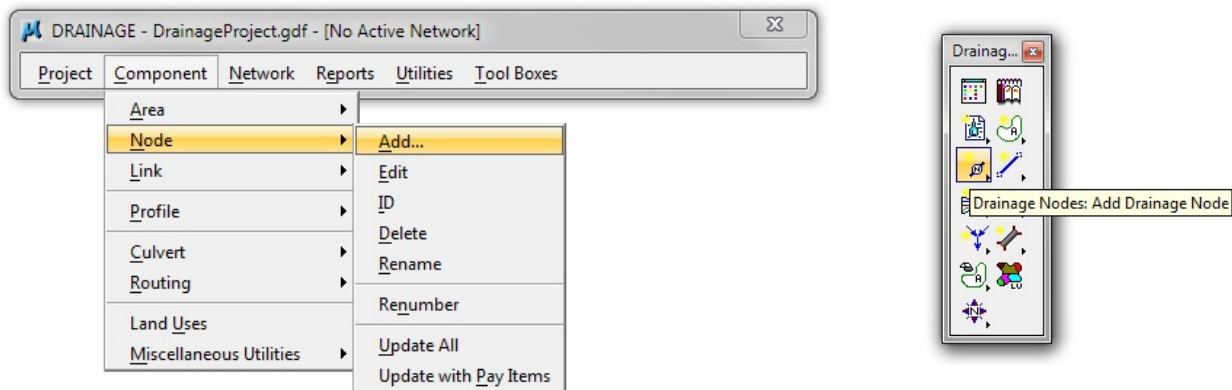 DRAINAGE - DrainageProject.gdf - [No Active Network]
Project Component Network Reports Utilities Tool Boxes
Area
Node
Link
Profile
Culvert
Routing
Land Uses
Miscellaneous Utilities
Add...
Edit
ID
Delete
Rename
Renumber
Update All
Update with Pay Items
Drainag...
Drainage Nodes: Add Drainage Node